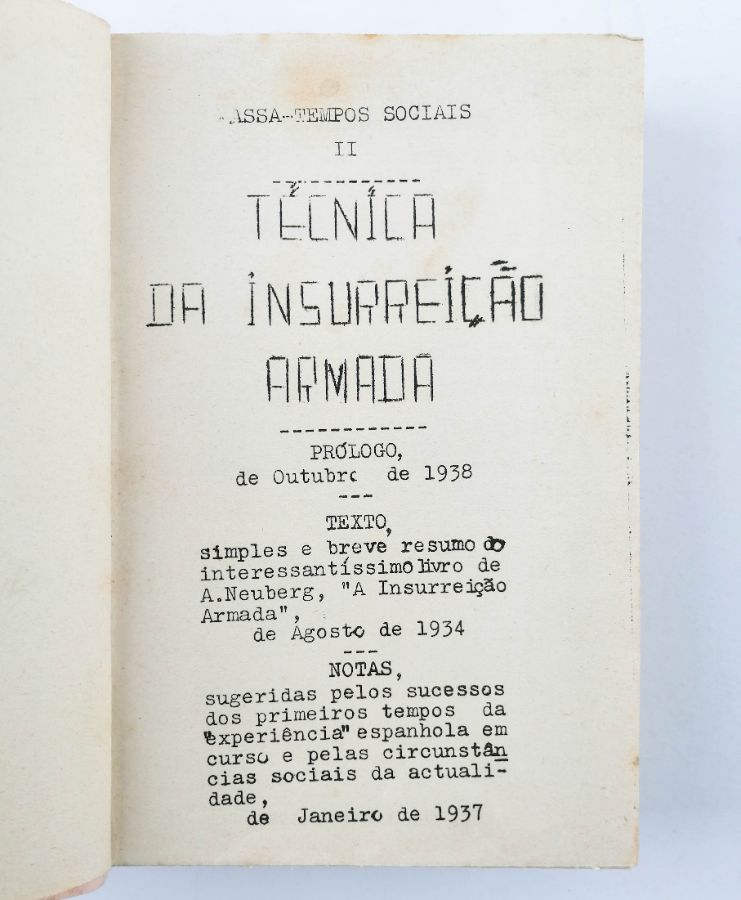 ASSA-TEMPOS SOCIAIS
II
TÉCNÍCA
DA INSURREIÇÃO
ARMADA
PRÓLOGO,
de Outubro de 1938
TEXTO,
simples e breve resumo do
interessantíssimo livro de
A.Neuberg, "A Insurreição
Armada",
de Agosto de 1934
NOTAS,
sugeridas pelos sucessos
dos primeiros tempos da
"experiência" espanhola em
curso e pelas circunstân
cias sociais da actuali-
dade,
de Janeiro de 1937